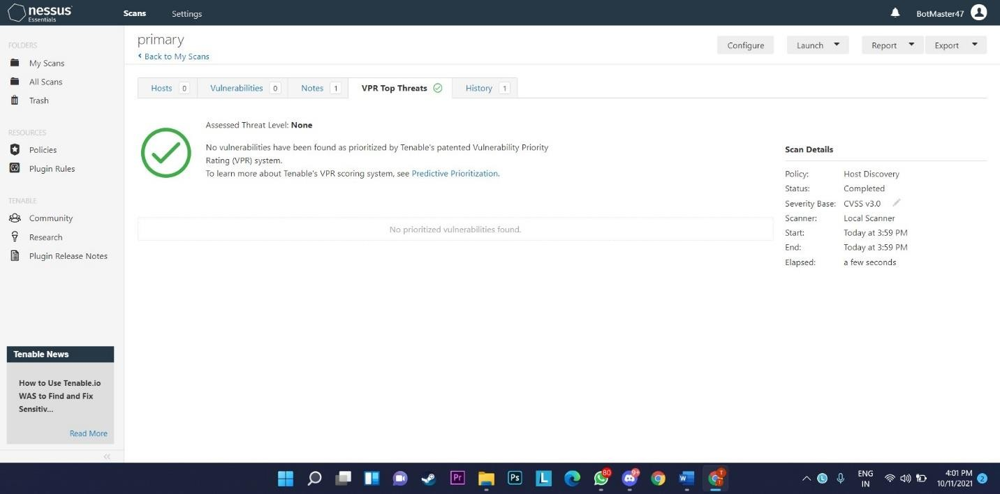 nessus
Essentials
Scans
Settings
BotMaster47
FOLDERS
My Scans
All Scans
Trash
RESOURCES
Policies
Plugin Rules
TENABLE
Community
Research
Plugin Release Notes
Tenable News
How to Use Tenable.io
WAS to Find and Fix
Sensitiv...
Read More
primary
Back to My Scans
Configure
Launch
Report
Export
Hosts 0
Vulnerabilities 0
Notes 1
VPR Top Threats
History 1
Assessed Threat Level: None
No vulnerabilities have been found as prioritized by Tenable's patented Vulnerability Priority
Rating (VPR) system.
To learn more about Tenable's VPR scoring system, see Predictive Prioritization.
No prioritized vulnerabilities found.
Scan Details
Policy: Host Discovery
Status: Completed
Severity Base: CVSS v3.0
Scanner: Local Scanner
Start: Today at 3:59 PM
End: Today at 3:59 PM
Elapsed: a few seconds
Pr
Ps
L
80
9+
W
T
T
L
ENG
IN
4:01 PM
10/11/2021
2